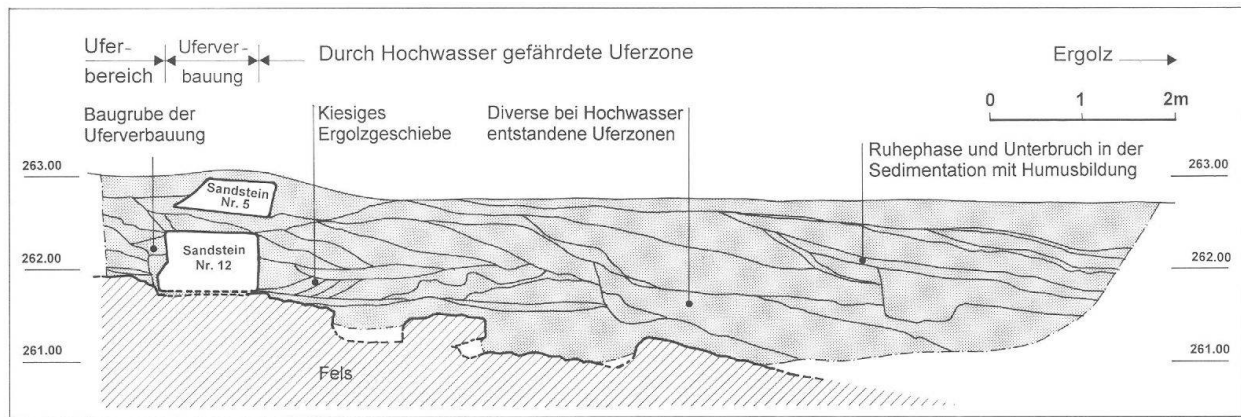 Ufer-
bereich
Uferver-
bauung
Durch Hochwasser gefährdete Uferzone
Ergolz
0 1 2m
Baugrube der
Uferverbauung
Kiesiges
Ergolzgeschiebe
Diverse bei Hochwasser
entstandene Uferzonen
Ruhephase und Unterbruch in der
Sedimentation mit Humusbildung
263.00
263.00
Sandstein
Nr. 5
Sandstein
Nr. 12
262.00
262.00
261.00
261.00
Fels